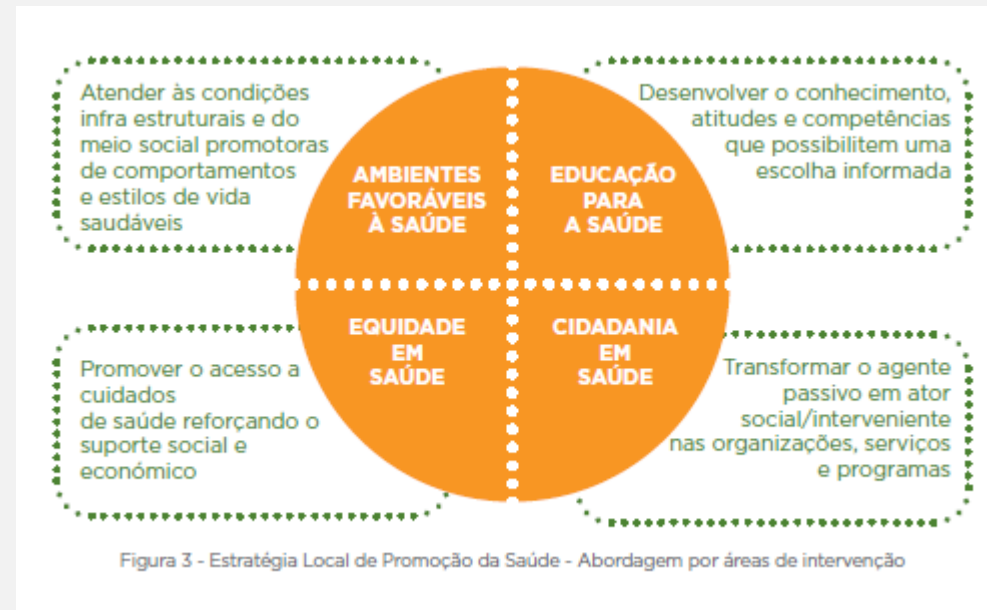 Atender às condições
infra estruturais e do
meio social promotoras
de comportamentos
e estilos de vida
saudáveis
AMBIENTES
FAVORÁVEIS
À SAÚDE
EDUCAÇÃO
PARA
A SAÚDE
Desenvolver o conhecimento,
atitudes e competências
que possibilitem uma
escolha informada
Promover o acesso a
cuidados
de saúde reforçando o
suporte social e
económico
EQUIDADE
EM
SAÚDE
CIDADANIA
EM
SAÚDE
Transformar o agente
passivo em ator
social/interveniente
nas organizações, serviços
e programas
Figura 3 - Estratégia Local de Promoção da Saúde - Abordagem por áreas de intervenção